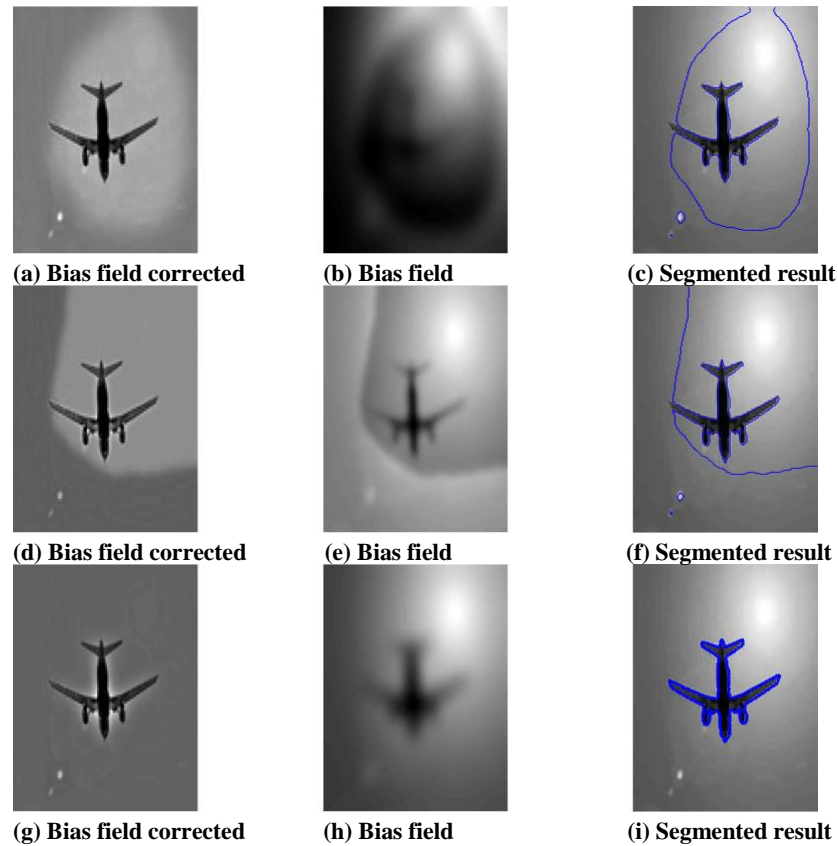 (a) Bias field corrected (b) Bias field (c) Segmented result
(d) Bias field corrected (e) Bias field (f) Segmented result
(g) Bias field corrected (h) Bias field (i) Segmented result